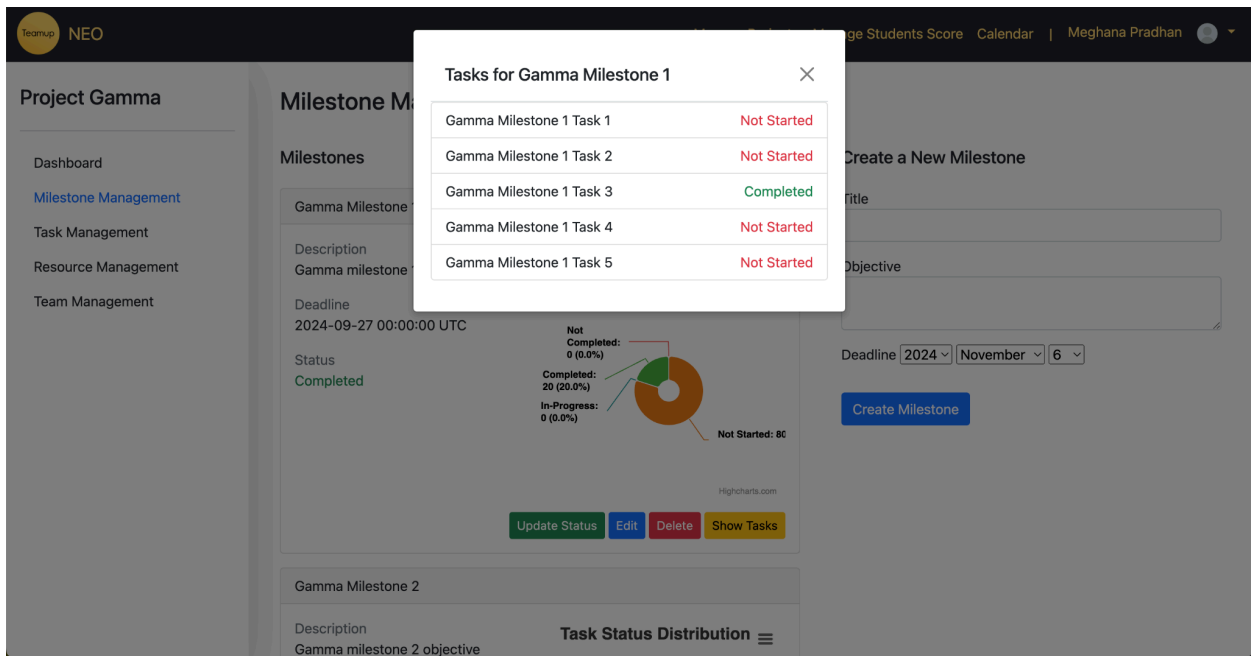 Teamup
NEO
ge Students Score Calendar | Meghana Pradhan
Project Gamma
Dashboard
Milestone Management
Task Management
Resource Management
Team Management
Milestone Ma
Milestones
Gamma Milestone
Description
Gamma milestone
Deadline
2024-09-27 00:00:00 UTC
Status
Completed
Tasks for Gamma Milestone 1
Gamma Milestone 1 Task 1 Not Started
Gamma Milestone 1 Task 2 Not Started
Gamma Milestone 1 Task 3 Completed
Gamma Milestone 1 Task 4 Not Started
Gamma Milestone 1 Task 5 Not Started
Not
Completed:
0 (0.0%)
Completed:
20 (20.0%)
In-Progress:
0 (0.0%)
Not Started: 80
Highcharts.com
Update Status Edit Delete Show Tasks
Gamma Milestone 2
Description
Gamma milestone 2 objective
Task Status Distribution
Create a New Milestone
Title
Objective
Deadline 2024 November 6
Create Milestone